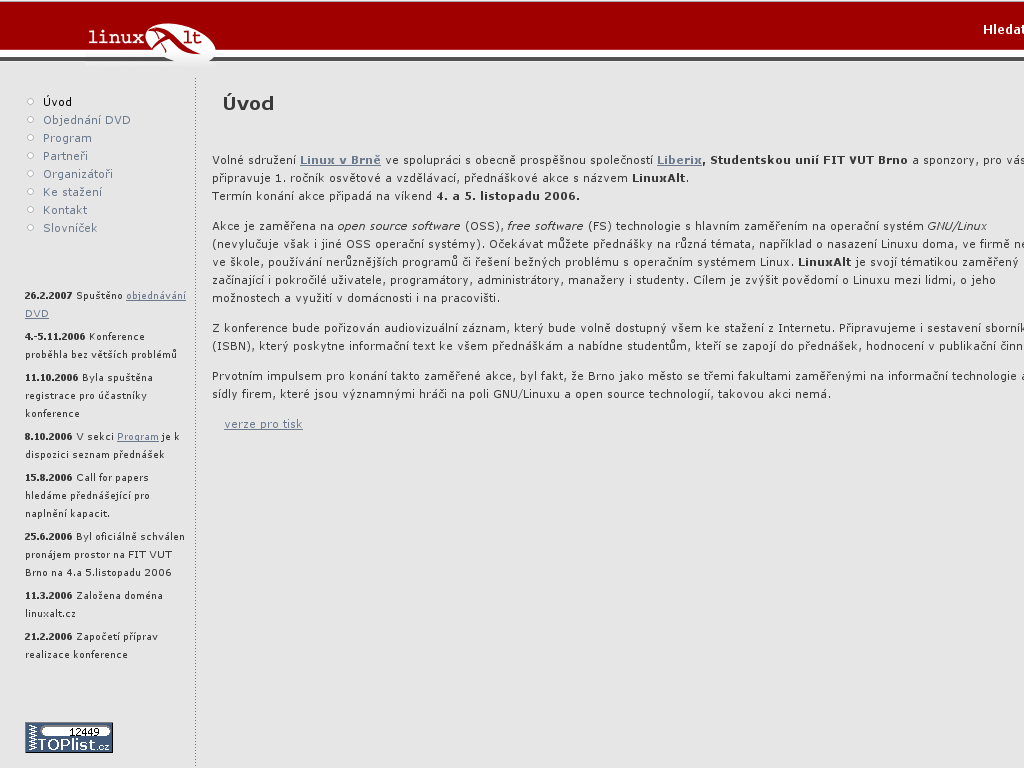 linux lt
Hledat
Úvod
Objednání DVD
Program
Partneři
Organizátoři
Ke stažení
Kontakt
Slovníček
26.2.2007 Spuštěno objednávání
DVD
4.-5.11.2006 Konference
proběhla bez větších problémů
11.10.2006 Byla spuštěna
registrace pro účastníky
konference
8.10.2006 V sekci Program je k
dispozici seznam přednášek
15.8.2006 Call for papers
hledáme přednášející pro
naplnění kapacit.
25.6.2006 Byl oficiálně schválen
pronájem prostor na FIT VUT
Brno na 4.a 5.listopadu 2006
11.3.2006 Založena doména
linuxalt.cz
21.2.2006 Započetí příprav
realizace konference
12449
TOPlist.cz
Úvod
Volné sdružení Linux v Brně ve spolupráci s obecně prospěšnou společností Liberix, Studentskou unií FIT VUT Brno a sponzory, pro vás
připravuje 1. ročník osvětové a vzdělávací, přednáškové akce s názvem LinuxAlt.
Termín konání akce připadá na víkend 4. a 5. listopadu 2006.
Akce je zaměřena na open source software (OSS), free software (FS) technologie s hlavním zaměřením na operační systém GNU/Linux
(nevylučuje však i jiné OSS operační systémy). Očekávat můžete přednášky na různá témata, například o nasazení Linuxu doma, ve firmě ne
ve škole, používání nerůznějších programů či řešení bežných problému s operačním systémem Linux. LinuxAlt je svojí tématikou zaměřený
začínající i pokročilé uživatele, programátory, administrátory, manažery i studenty. Cílem je zvýšit povědomí o Linuxu mezi lidmi, o jeho
možnostech a využití v domácnosti i na pracovišti.
Z konference bude pořizován audiovizuální záznam, který bude volně dostupný všem ke stažení z Internetu. Připravujeme i sestavení sborník
(ISBN), který poskytne informační text ke všem přednáškám a nabídne studentům, kteří se zapojí do přednášek, hodnocení v publikační činn
Prvotním impulsem pro konání takto zaměřené akce, byl fakt, že Brno jako město se třemi fakultami zaměřenými na informační technologie a
sídly firem, které jsou významnými hráči na poli GNU/Linuxu a open source technologií, takovou akci nemá.
verze pro tisk